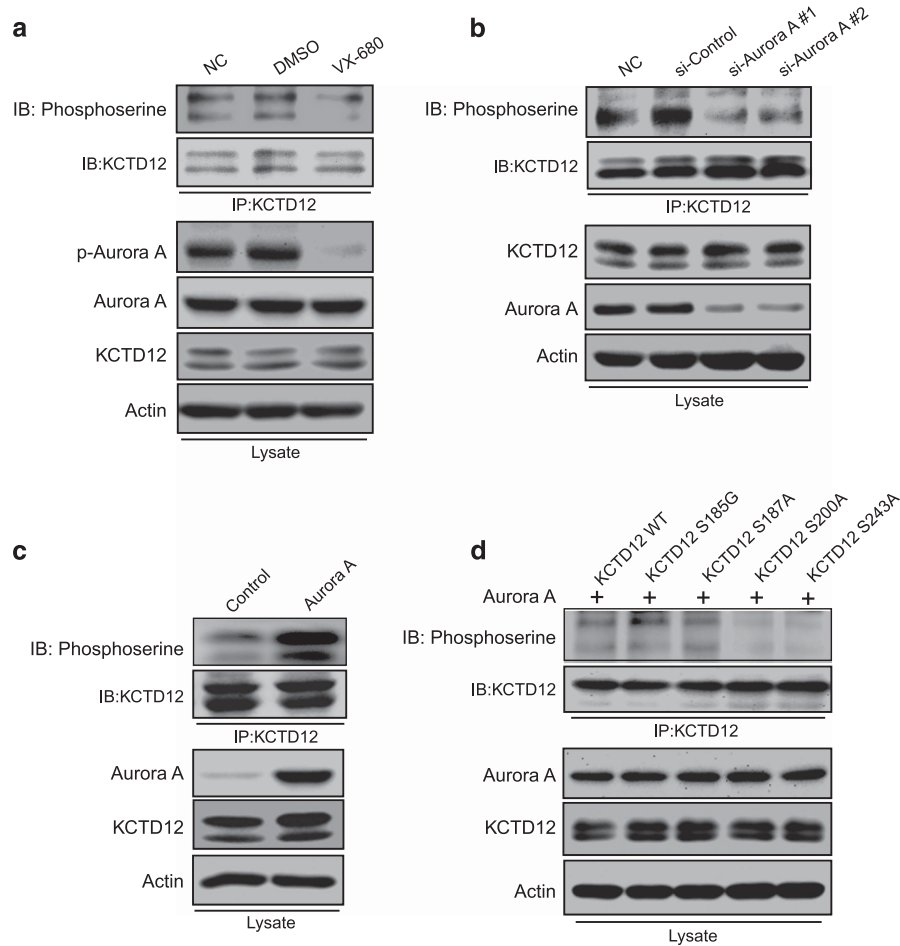 a
NC
DMSO
VX-680
IB: Phosphoserine
IB:KCTD12
IP:KCTD12
p-Aurora A
Aurora A
KCTD12
Actin
Lysate
b
NC
si-Control
si-Aurora A #1
si-Aurora A #2
IB: Phosphoserine
IB:KCTD12
IP:KCTD12
KCTD12
Aurora A
Actin
Lysate
c
Control
Aurora A
IB: Phosphoserine
IB:KCTD12
IP:KCTD12
Aurora A
KCTD12
Actin
Lysate
d
KCTD12 WT
KCTD12 S185G
KCTD12 S187A
KCTD12 S200A
KCTD12 S243A
Aurora A + + + + +
IB: Phosphoserine
IB:KCTD12
IP:KCTD12
Aurora A
KCTD12
Actin
Lysate